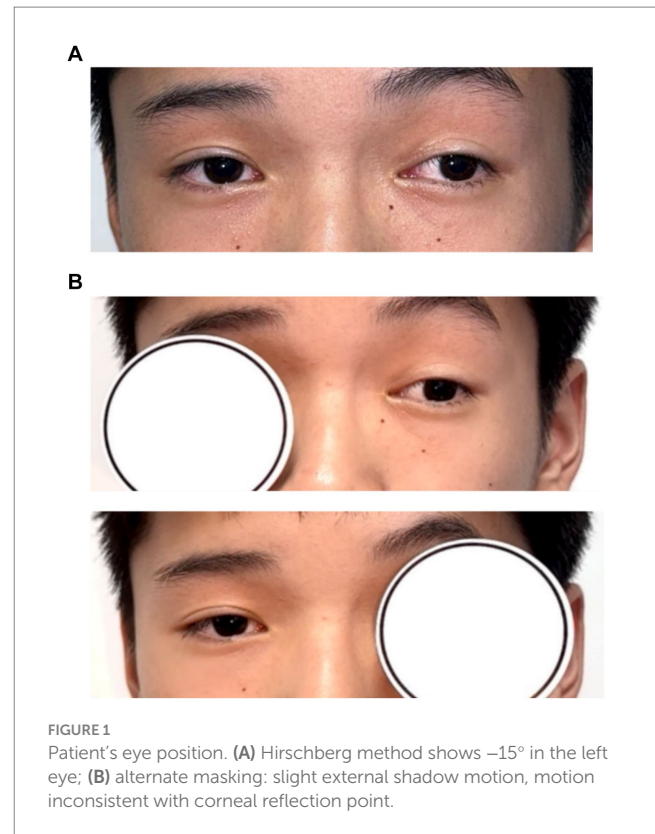 A
B
FIGURE 1
Patient’s eye position. (A) Hirschberg method shows −15° in the left
eye; (B) alternate masking: slight external shadow motion, motion
inconsistent with corneal reflection point.